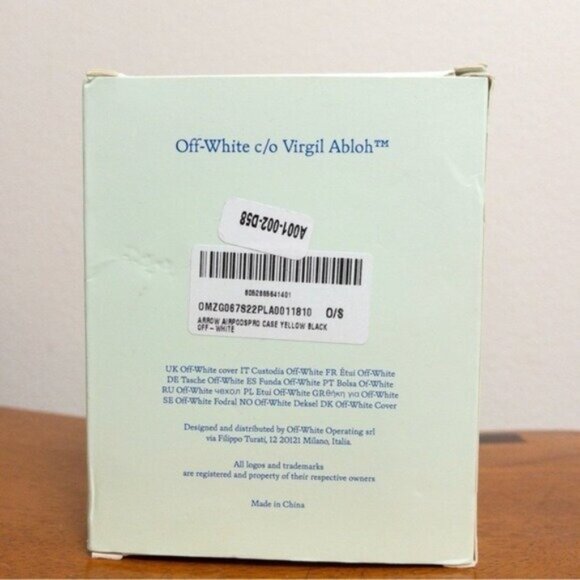 Off-White c/o Virgil Abloh™
A001-002-D58
8052865641401
OMZG067S22PLA0011810 O/S
ARROW AIRPODSPRO CASE YELLOW BLACK
OFF-WHITE
UK Off-White cover IT Custodia Off-White FR Étui Off-White
DE Tasche Off-White ES Funda Off-White PT Bolsa Of-White
RU Off-White чехол PL Etui Off-White GRθήκη για Off-White
SE Off-White Fodral NO Off-White Deksel DK Off-White Cover
Designed and distributed by Off-White Operating srl
via Filippo Turati, 12 20121 Milano, Italia.
All logos and trademarks
are registered and property of their respective owners
Made in China